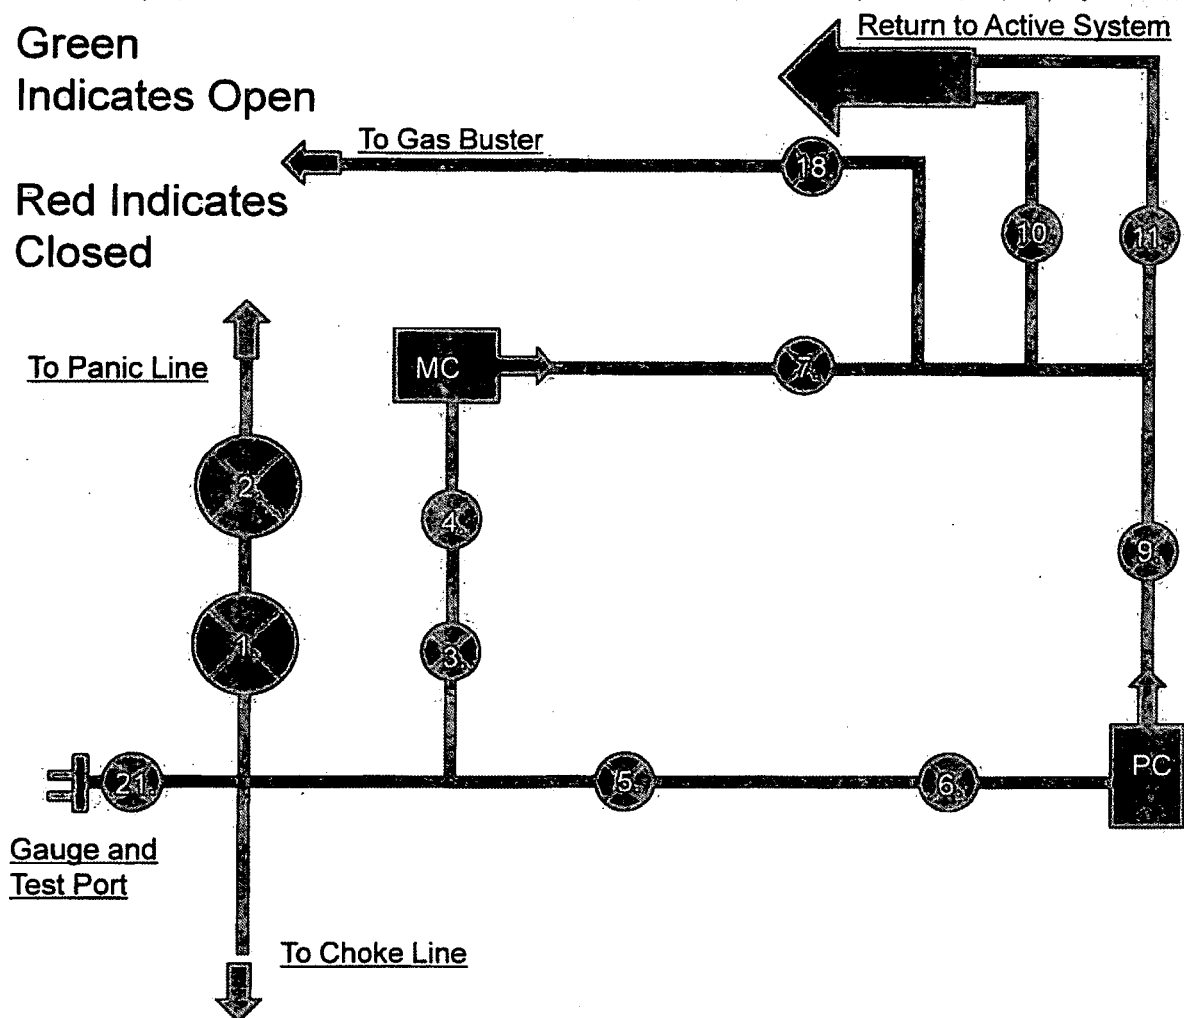 Green
Indicates Open
Return to Active System
To Gas Buster
18
Red Indicates
Closed
10
11
To Panic Line
MC
7
2
4
9
1
3
21
5
6
PC
Gauge and
Test Port
To Choke Line